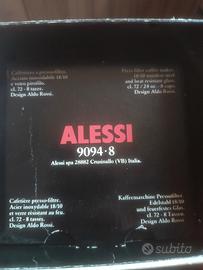 Caffettiera a pressofiltro.
Acciaio inossidabile 18/10
e vetro pirofilo.
cl. 72 - 8 tazze.
Design Aldo Rossi.
Press filter coffee maker.
18/10 stainless steel
and heat resistant glass.
cl. 72 / 24 oz. - 8 cups.
Design Aldo Rossi.
ALESSI
9094·8
Alessi spa 28882 Crusinallo (VB) Italia.
Cafetière presso-filtre.
Acier inoxydable 18/10
et verre résistant au feu.
cl. 72 - 8 tasses.
Design Aldo Rossi.
Kaffeemaschine Pressofilter.
Edelstahl 18/10
und feuerfestes Glas.
cl. 72 - 8 Tassen.
Design Aldo Rossi.
subito